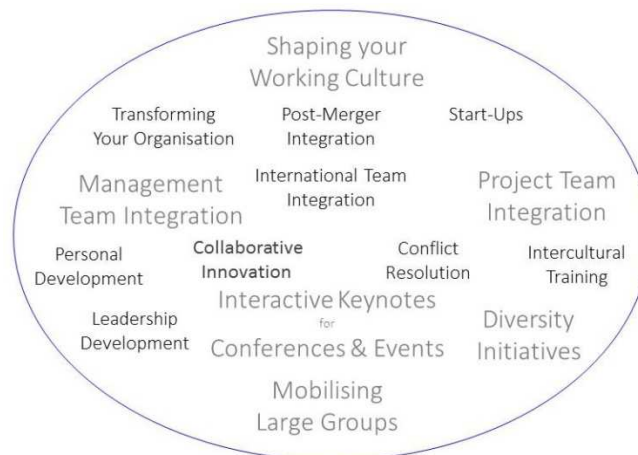 Shaping your
Working Culture
Transforming
Your Organisation
Post-Merger
Integration
Start-Ups
Management
Team Integration
International Team
Integration
Project Team
Integration
Personal
Development
Collaborative
Innovation
Conflict
Resolution
Intercultural
Training
Leadership
Development
Interactive Keynotes
for
Conferences & Events
Diversity
Initiatives
Mobilising
Large Groups